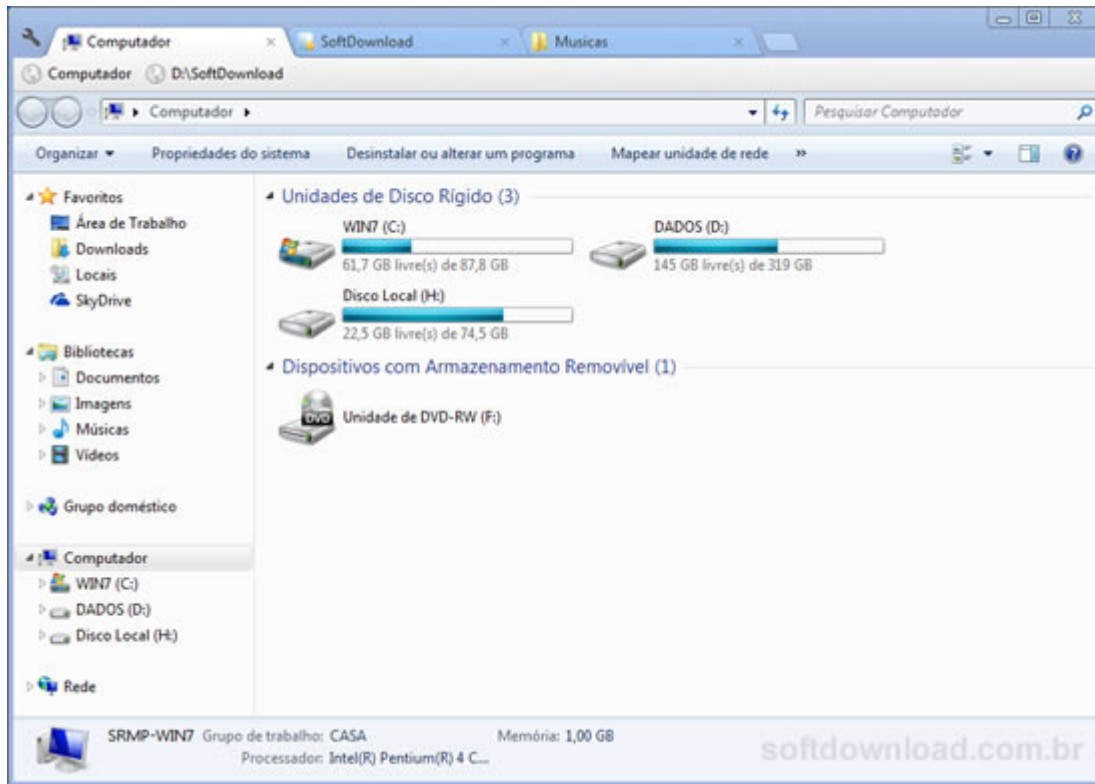 Computador SoftDownload Musicas
Computador D:\SoftDownload
Computador Pesquisar Computador
Organizar Propriedades do sistema Desinstalar ou alterar um programa Mapear unidade de rede »
Favoritos
Área de Trabalho
Downloads
Locais
SkyDrive
Bibliotecas
Documentos
Imagens
Músicas
Vídeos
Grupo doméstico
Computador
WIN7 (C:)
DADOS (D:)
Disco Local (H:)
Rede
Unidades de Disco Rígido (3)
WIN7 (C:)
61,7 GB livre(s) de 87,8 GB
DADOS (D:)
145 GB livre(s) de 319 GB
Disco Local (H:)
22,5 GB livre(s) de 74,5 GB
Dispositivos com Armazenamento Removível (1)
DVD
Unidade de DVD-RW (F:)
SRMP-WIN7 Grupo de trabalho: CASA Memória: 1,00 GB
Processador: Intel(R) Pentium(R) 4 C...
softdownload.com.br